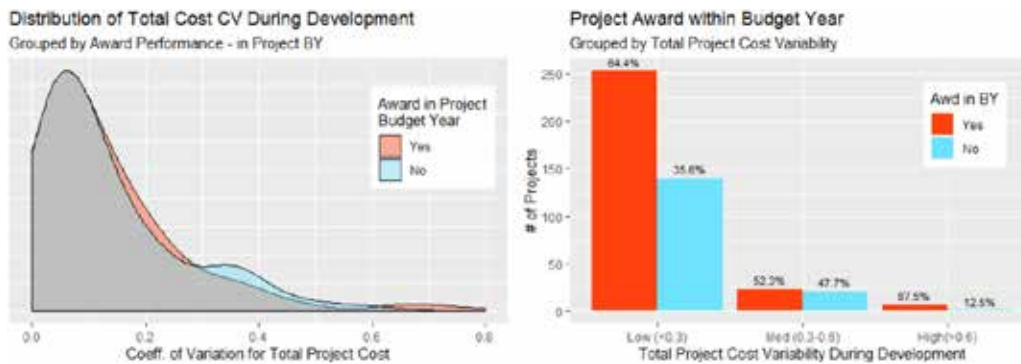 Distribution of Total Cost CV During Development
Grouped by Award Performance - in Project BY
Award in Project
Budget Year
Yes
No
0.0
0.2
0.4
0.6
0.8
Coeff. of Variation for Total Project Cost
Project Award within Budget Year
Grouped by Total Project Cost Variability
250
200
150
100
50
0
# of Projects
64.4%
35.6%
52.3%
47.7%
87.5%
12.5%
Awd in BY
Yes
No
Low (<0.3)
Med (0.3-0.6)
High(>0.6)
Total Project Cost Variability During Development